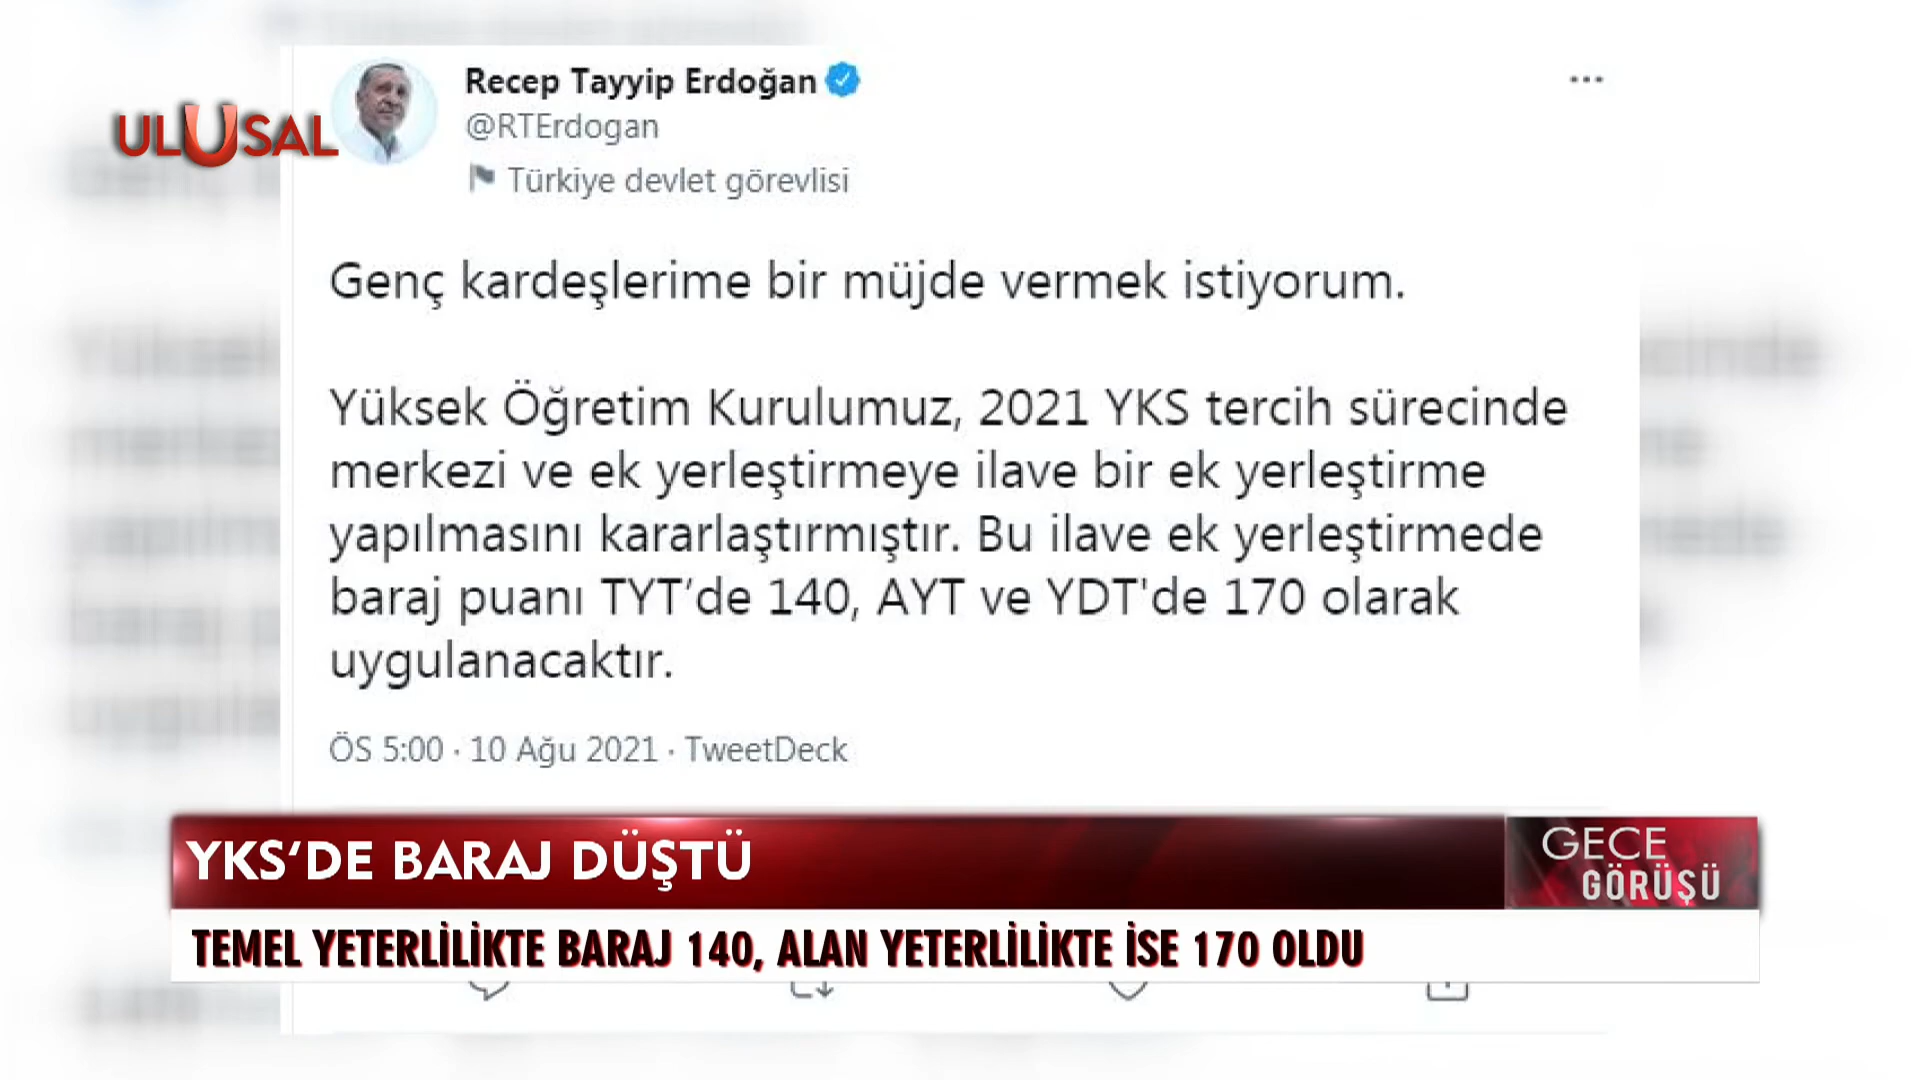 Recep Tayyip Erdoğan
@RTErdogan
Türkiye devlet görevlisi
ULUSAL
Genç kardeşlerime bir müjde vermek istiyorum.
Yüksek Öğretim Kurulumuz, 2021 YKS tercih sürecinde
merkezi ve ek yerleştirmeye ilave bir ek yerleştirme
yapılmasını kararlaştırmıştır. Bu ilave ek yerleştirmede
baraj puanı TYT’de 140, AYT ve YDT'de 170 olarak
uygulanacaktır.
ÖS 5:00 · 10 Ağu 2021 · TweetDeck
YKS‘DE BARAJ DÜŞTÜ
GECE
GÖRÜŞÜ
TEMEL YETERLİLİKTE BARAJ 140, ALAN YETERLİLİKTE İSE 170 OLDU